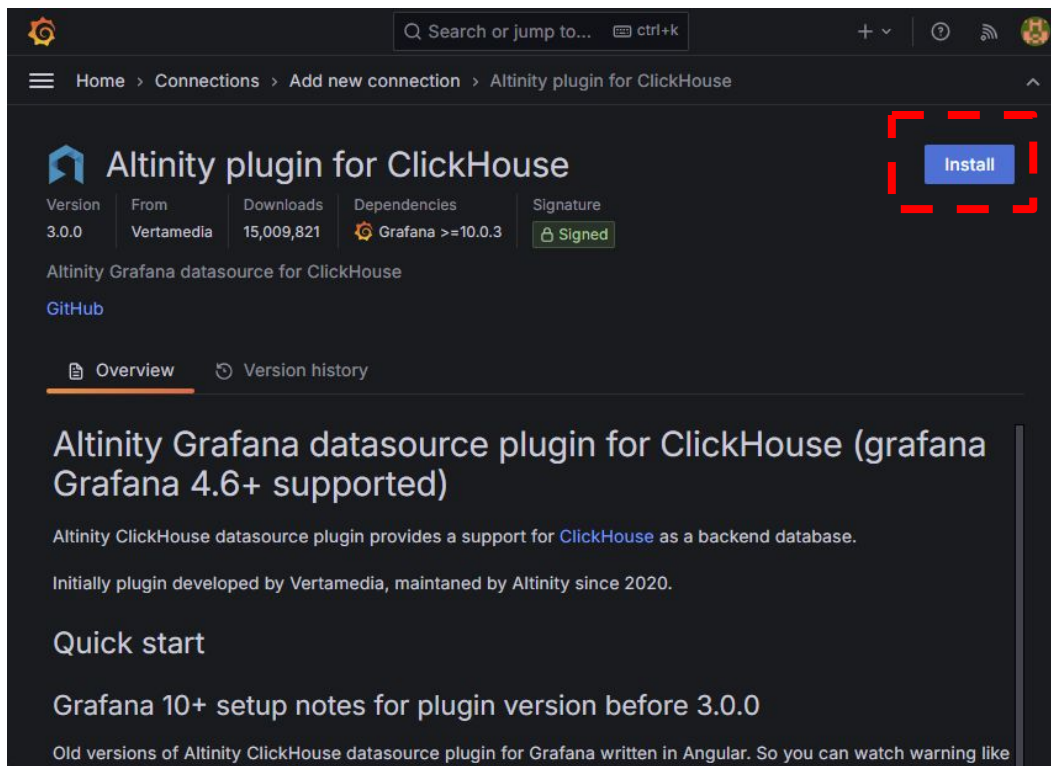 Search or jump to... ctrl+k
Home › Connections › Add new connection › Altinity plugin for ClickHouse
Altinity plugin for ClickHouse
Install
Version From Downloads Dependencies Signature
3.0.0 Vertamedia 15,009,821 Grafana >=10.0.3 Signed
Altinity Grafana datasource for ClickHouse
GitHub
Overview Version history
Altinity Grafana datasource plugin for ClickHouse (grafana
Grafana 4.6+ supported)
Altinity ClickHouse datasource plugin provides a support for ClickHouse as a backend database.
Initially plugin developed by Vertamedia, maintaned by Altinity since 2020.
Quick start
Grafana 10+ setup notes for plugin version before 3.0.0
Old versions of Altinity ClickHouse datasource plugin for Grafana written in Angular. So you can watch warning like